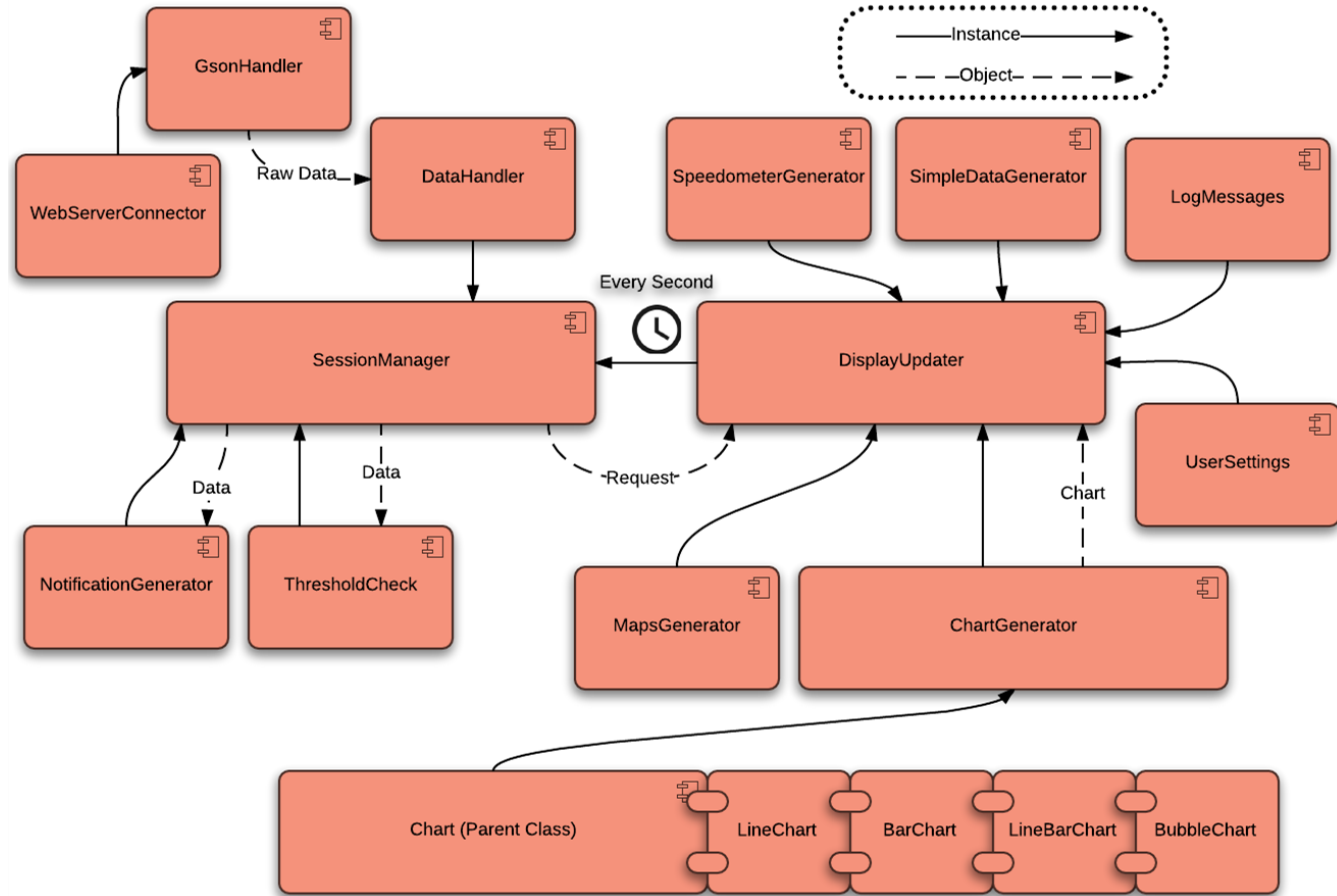 Instance
Object
GsonHandler
Raw Data
DataHandler
SpeedometerGenerator
SimpleDataGenerator
LogMessages
WebServerConnector
Every Second
SessionManager
DisplayUpdater
UserSettings
Data
Data
Request
Chart
NotificationGenerator
ThresholdCheck
MapsGenerator
ChartGenerator
Chart (Parent Class)
LineChart
BarChart
LineBarChart
BubbleChart